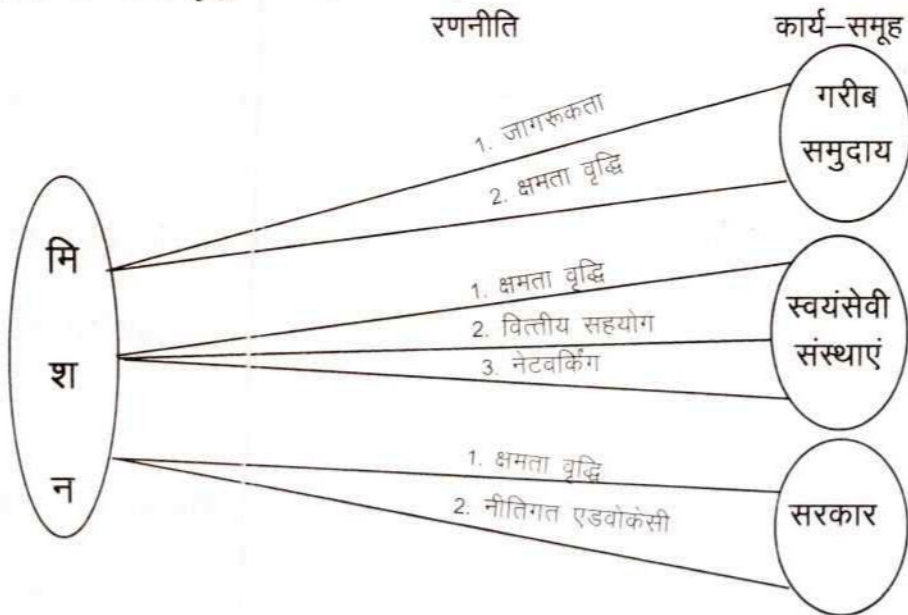 रणनीति
कार्य–समूह
मि
श
न
1. जागरूकता
2. क्षमता वृद्धि
गरीब
समुदाय
1. क्षमता वृद्धि
2. वित्तीय सहयोग
3. नेटवर्किंग
स्वयंसेवी
संस्थाएं
1. क्षमता वृद्धि
2. नीतिगत एडवोकेसी
सरकार